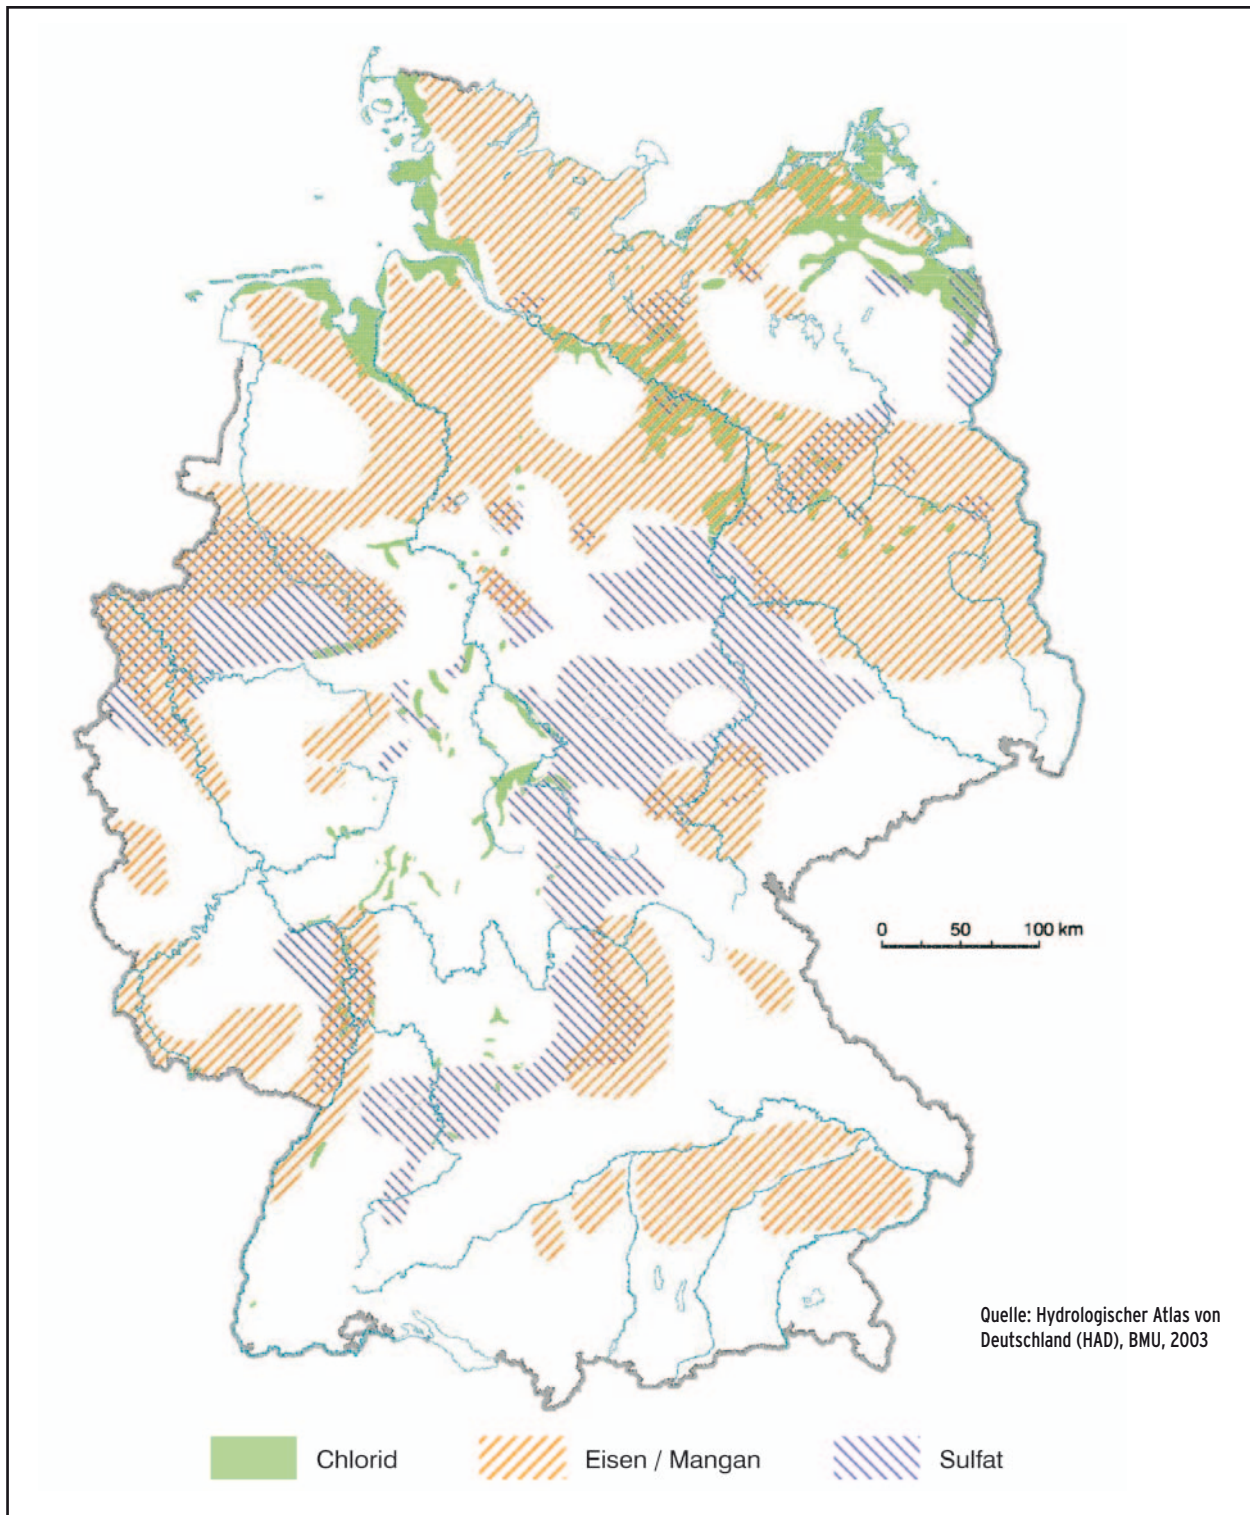 0 50 100 km
Quelle: Hydrologischer Atlas von
Deutschland (HAD), BMU, 2003
Chlorid
Eisen / Mangan
Sulfat